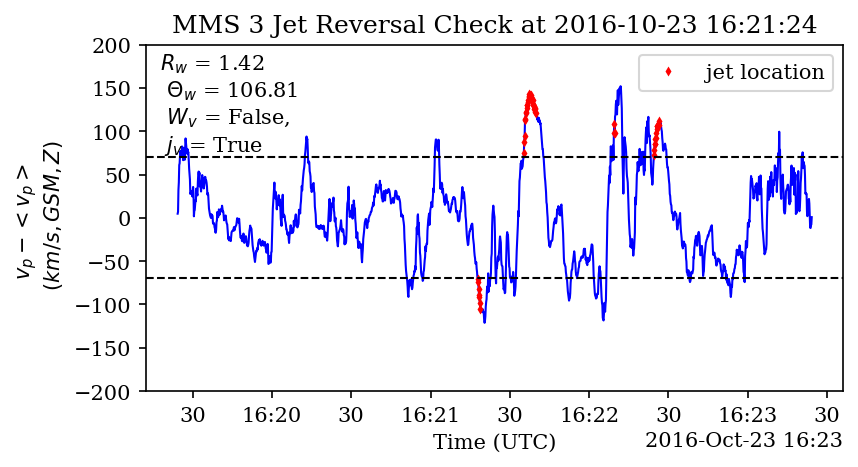 MMS 3 Jet Reversal Check at 2016-10-23 16:21:24
200
150
100
50
0
−50
−100
−150
−200
v_p − <v_p>
(km/s, GSM, Z)
R_w = 1.42
Θ_w = 106.81
W_v = False,
j_v = True
jet location
30 16:20 30 16:21 30 16:22 30 16:23 30
Time (UTC)
2016-Oct-23 16:23